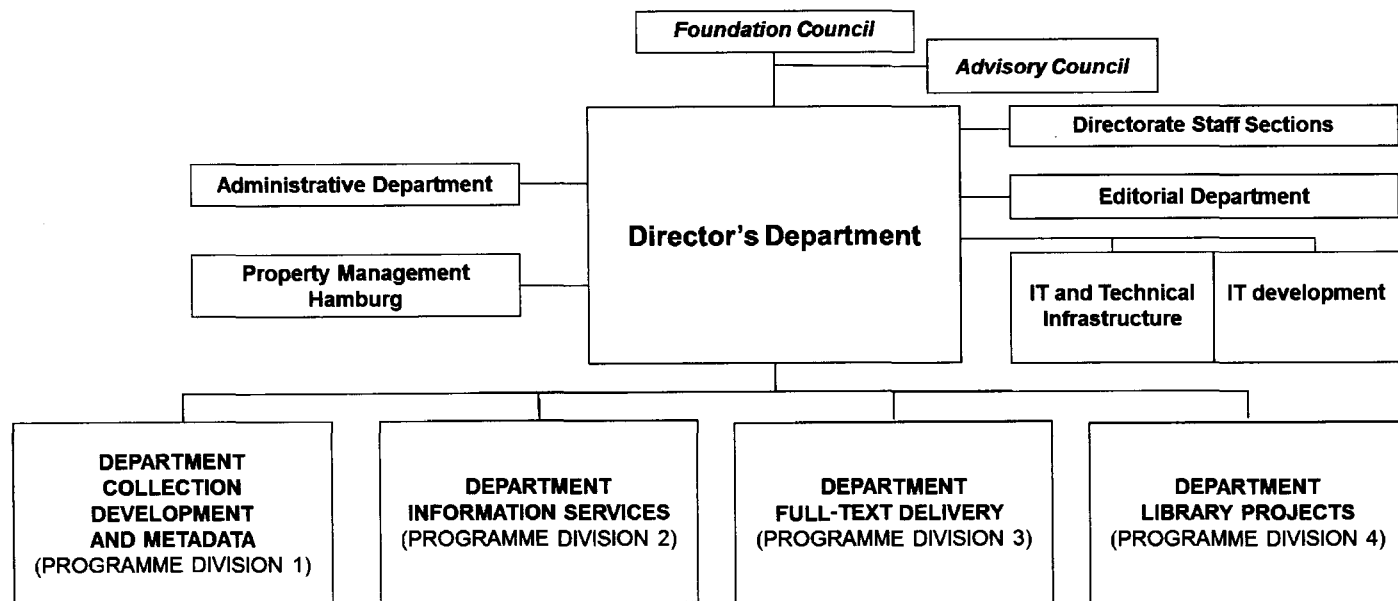 Foundation Council
Advisory Council
Directorate Staff Sections
Administrative Department
Editorial Department
Director's Department
Property Management
Hamburg
IT and Technical
Infrastructure
IT development
DEPARTMENT
COLLECTION
DEVELOPMENT
AND METADATA
(PROGRAMME DIVISION 1)
DEPARTMENT
INFORMATION SERVICES
(PROGRAMME DIVISION 2)
DEPARTMENT
FULL-TEXT DELIVERY
(PROGRAMME DIVISION 3)
DEPARTMENT
LIBRARY PROJECTS
(PROGRAMME DIVISION 4)